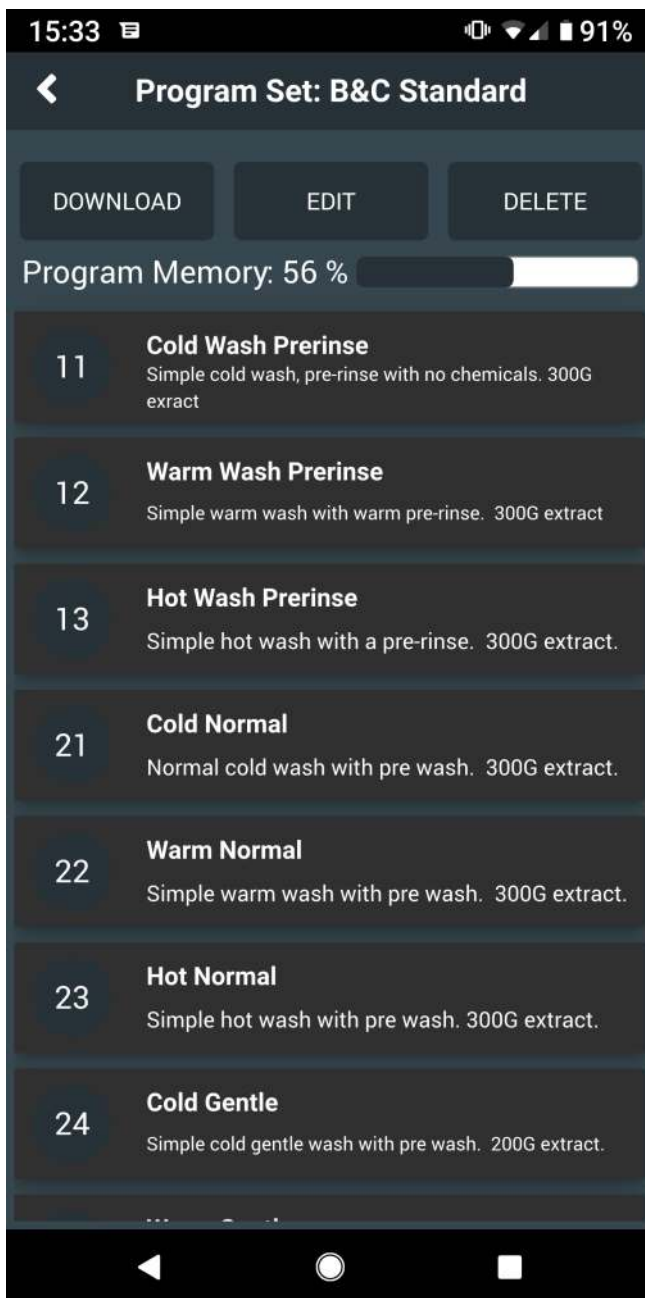 15:33 91%
Program Set: B&C Standard
DOWNLOAD EDIT DELETE
Program Memory: 56 %
11
Cold Wash Prerinse
Simple cold wash, pre-rinse with no chemicals. 300G
exract
12
Warm Wash Prerinse
Simple warm wash with warm pre-rinse.  300G extract
13
Hot Wash Prerinse
Simple hot wash with a pre-rinse.  300G extract.
21
Cold Normal
Normal cold wash with pre wash.  300G extract.
22
Warm Normal
Simple warm wash with pre wash.  300G extract.
23
Hot Normal
Simple hot wash with pre wash. 300G extract.
24
Cold Gentle
Simple cold gentle wash with pre wash.  200G extract.